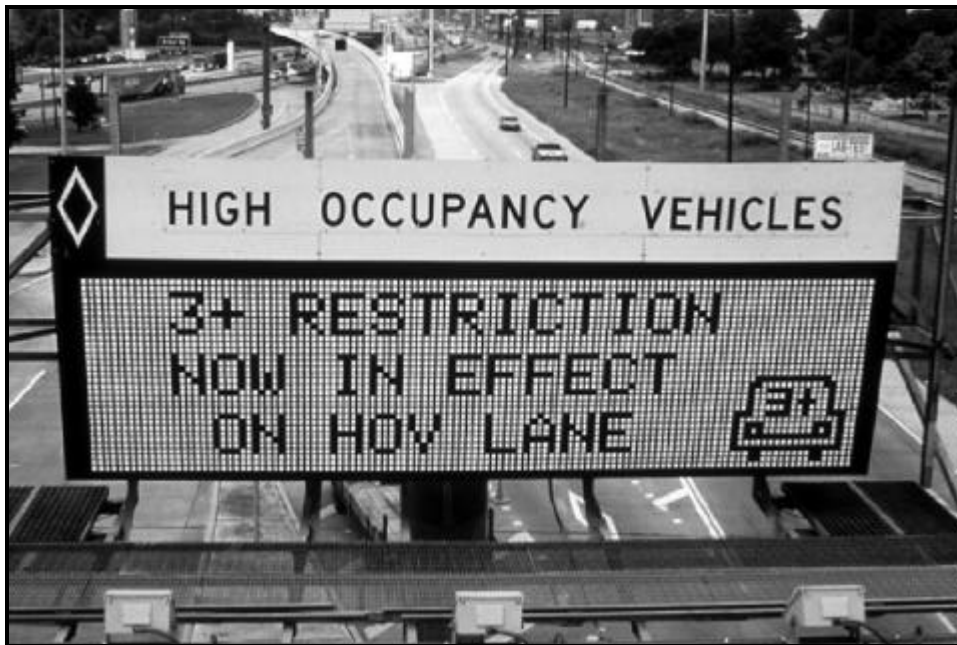 HIGH OCCUPANCY VEHICLES
3+ RESTRICTION
NOW IN EFFECT
ON HOV LANE
3+